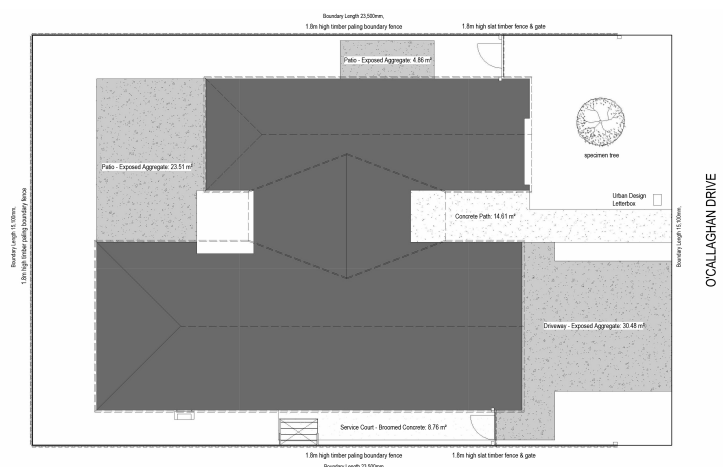 Boundary Length 23,500mm,
1.8m high timber paling boundary fence
1.8m high slat timber fence & gate
Patio - Exposed Aggregate: 4.86 m²
Patio - Exposed Aggregate: 23.51 m²
specimen tree
Urban Design
Letterbox
Concrete Path: 14.61 m²
Boundary Length 15,100mm,
1.8m high timber paling boundary fence
Boundary Length 15,100mm,
O'CALLAGHAN DRIVE
Driveway - Exposed Aggregate: 30.48 m²
Service Court - Broomed Concrete: 8.76 m²
1.8m high timber paling boundary fence
1.8m high slat timber fence & gate
Boundary Length 23,500mm,